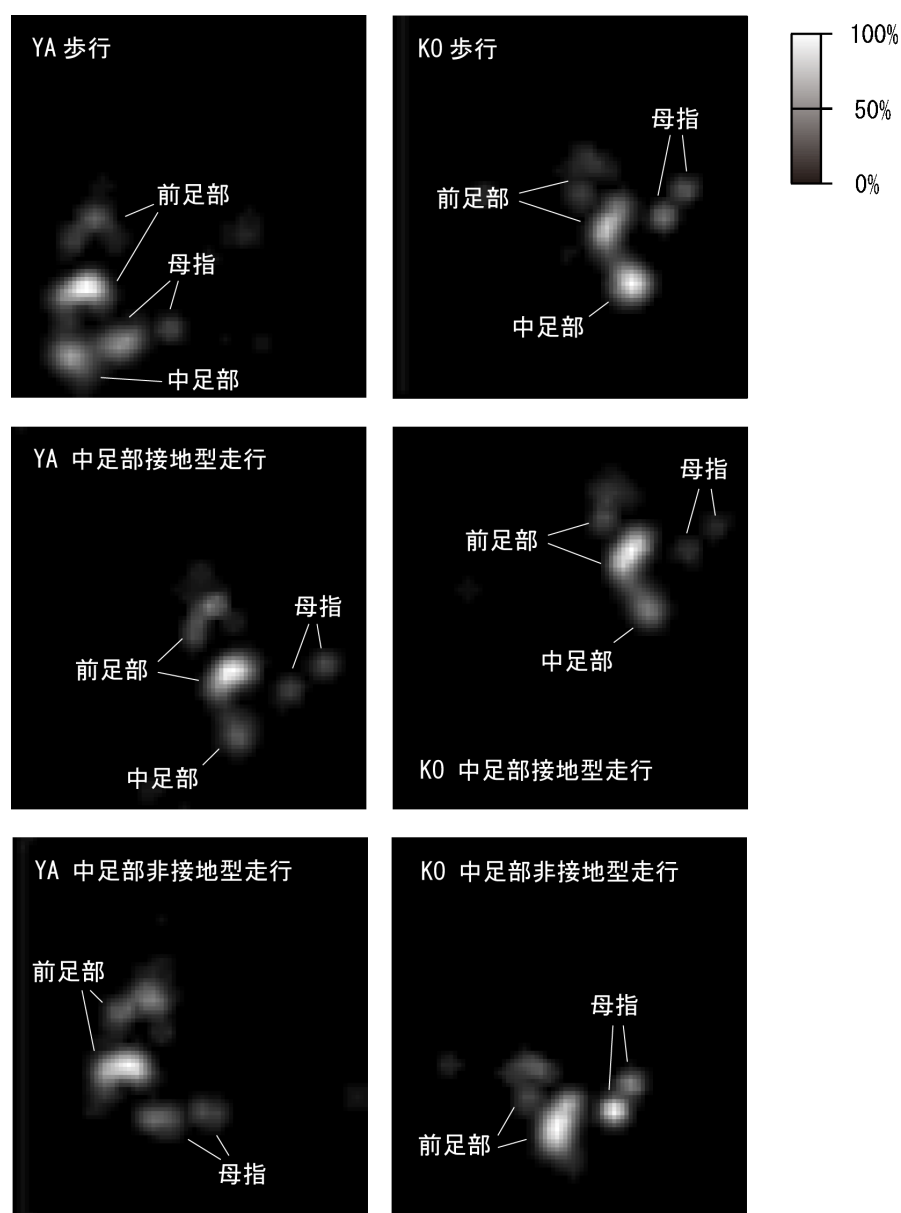 YA 歩行
前足部
母指
中足部
KO 歩行
母指
前足部
中足部
100%
50%
0%
YA 中足部接地型走行
母指
前足部
中足部
母指
前足部
中足部
KO 中足部接地型走行
YA 中足部非接地型走行
前足部
母指
KO 中足部非接地型走行
母指
前足部